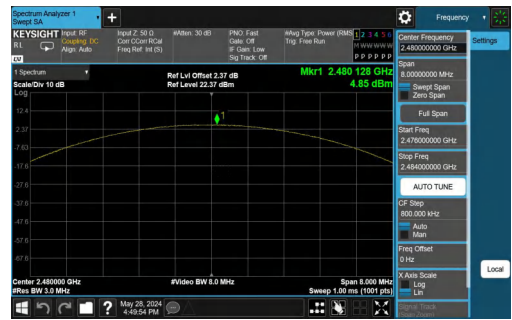 Spectrum Analyzer 1
Swept SA
Frequency
KEYSIGHT
Input: RF
Input Z: 50 Ω
#Atten: 30 dB
PNO: Fast
#Avg Type: Power (RMS)
1 2 3 4 5 6
RL
Coupling: DC
Corr CCorr RCal
Gate: Off
Trig: Free Run
Align: Auto
Freq Ref: Int (S)
IF Gain: Low
M W W W W W
Sig Track: Off
P P P P P P
LXI
1 Spectrum
Ref Lvl Offset 2.37 dB
Mkr1 2.480 128 GHz
Scale/Div 10 dB
Ref Level 22.37 dBm
4.85 dBm
Log
1
12.4
2.37
-7.63
-17.6
-27.6
-37.6
-47.6
-57.6
-67.6
Center 2.480000 GHz
#Video BW 8.0 MHz
Span 8.000 MHz
#Res BW 3.0 MHz
Sweep 1.00 ms (1001 pts)
May 28, 2024
4:49:54 PM
Center Frequency
2.480000000 GHz
Settings
Span
8.00000000 MHz
Swept Span
Zero Span
Full Span
Start Freq
2.476000000 GHz
Stop Freq
2.484000000 GHz
AUTO TUNE
CF Step
800.000 kHz
Auto
Man
Freq Offset
0 Hz
X Axis Scale
Log
Lin
Local
Signal Track